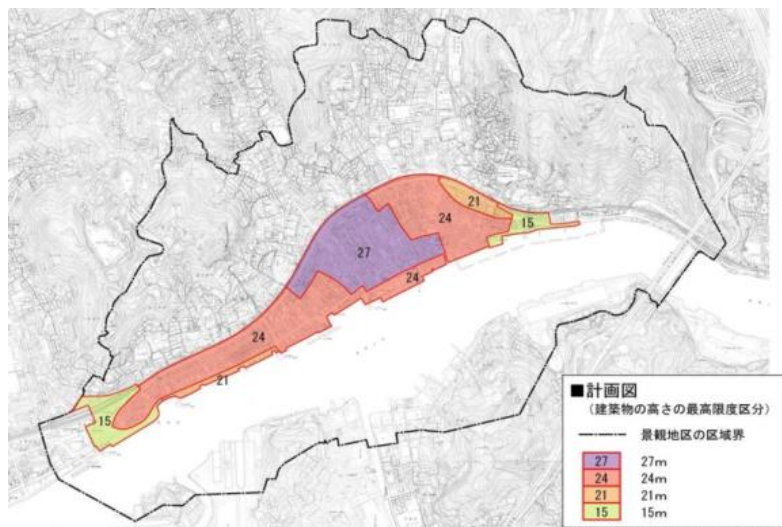 21
24
15
27
24
24
21
15
■計画図
（建築物の高さの最高限度区分）
景観地区の区域界
27 27m
24 24m
21 21m
15 15m